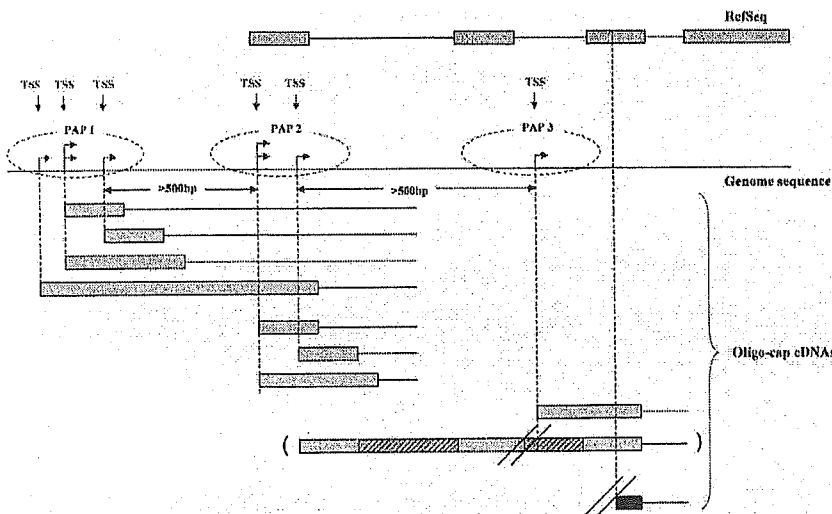 RefSeq
TSS TSS TSS TSS TSS TSS
PAP 1 PAP 2 PAP 3
>500bp >500bp
Genome sequence
Oligo-cap cDNAs
( )